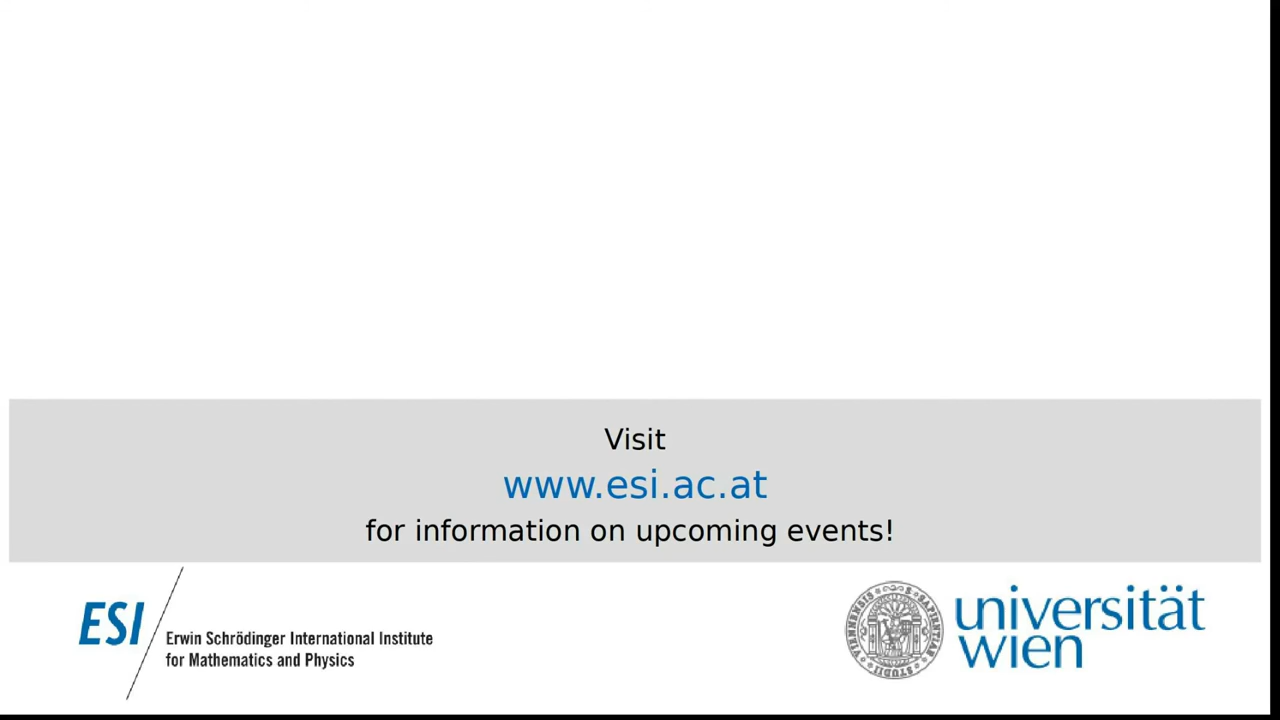 Visit
www.esi.ac.at
for information on upcoming events!
ESI
Erwin Schrödinger International Institute
for Mathematics and Physics
universität
wien